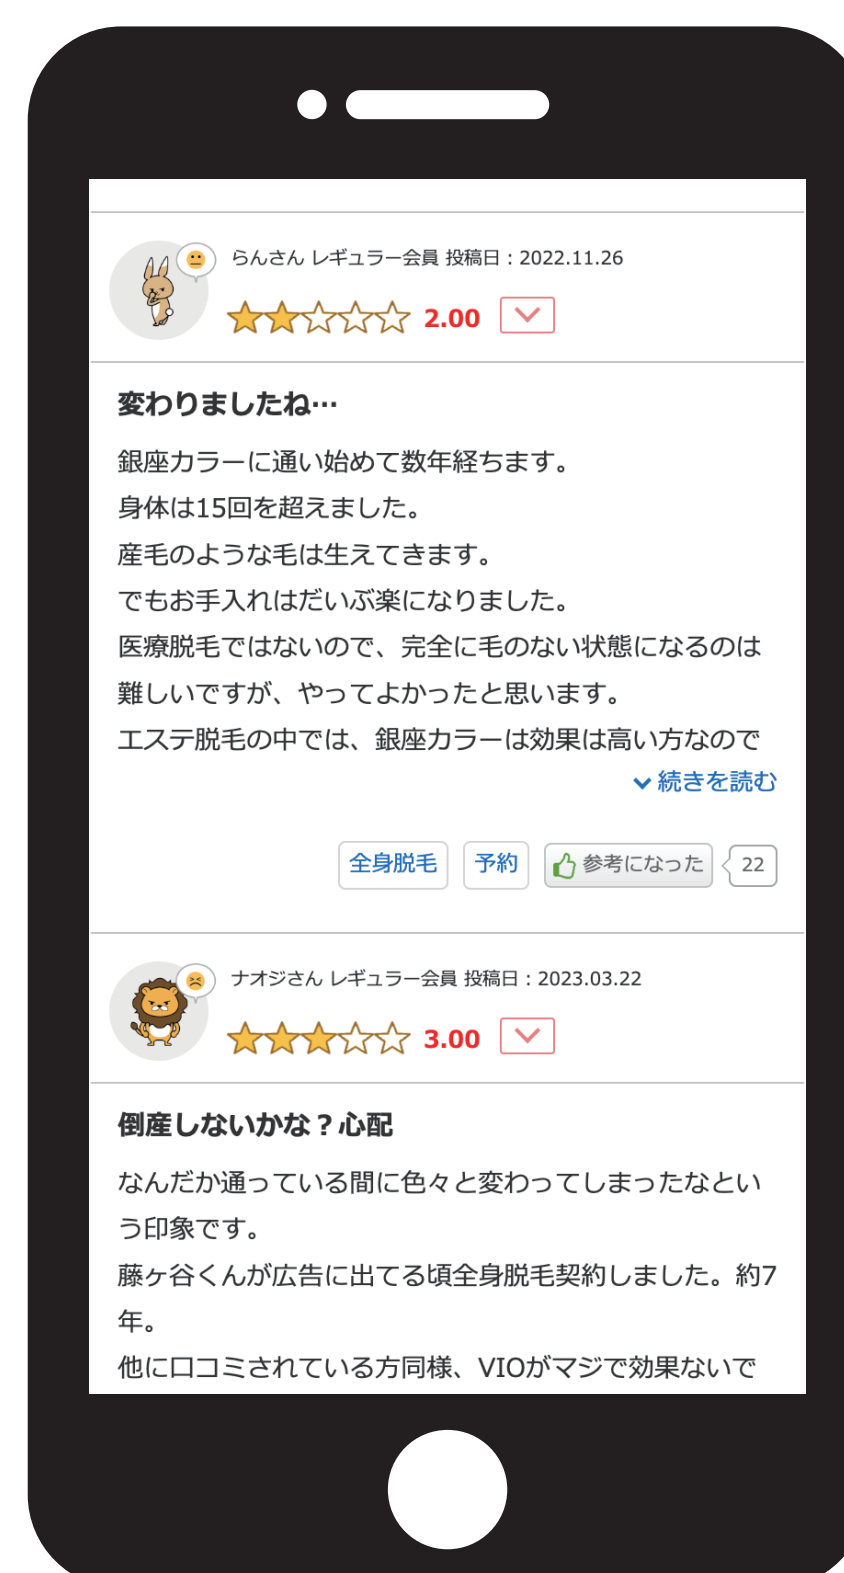 らんさん レギュラー会員 投稿日：2022.11.26
2.00
変わりましたね…
銀座カラーに通い始めて数年経ちます。
身体は15回を超えました。
産毛のような毛は生えてきます。
でもお手入れはだいぶ楽になりました。
医療脱毛ではないので、完全に毛のない状態になるのは
難しいですが、やってよかったと思います。
エステ脱毛の中では、銀座カラーは効果は高い方なので
続きを読む
全身脱毛 予約 参考になった 22
ナオジさん レギュラー会員 投稿日：2023.03.22
3.00
倒産しないかな？心配
なんだか通っている間に色々と変わってしまったなとい
う印象です。
藤ヶ谷くんが広告に出てる頃全身脱毛契約しました。約7
年。
他に口コミされている方同様、VIOがマジで効果ないで